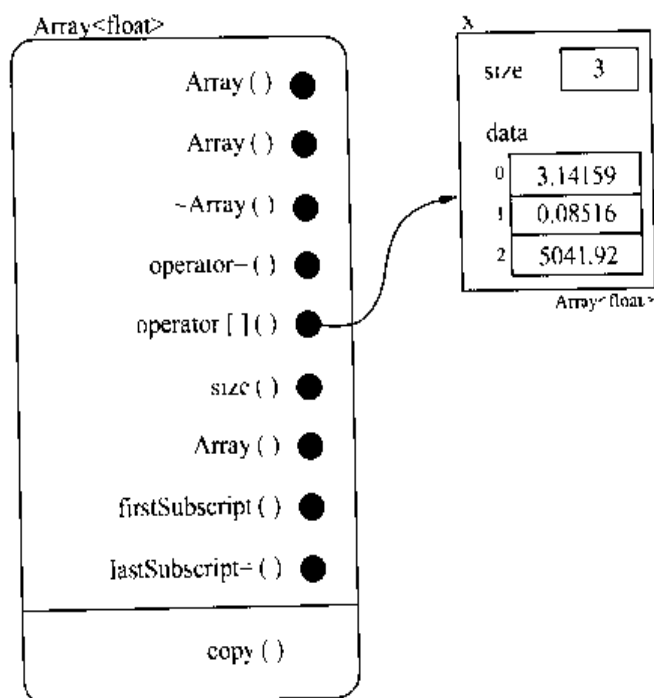 Array<float>
Array ( )
Array ( )
~Array ( )
operator= ( )
operator [ ] ( )
size ( )
Array ( )
firstSubscript ( )
lastSubscript= ( )
copy ( )
x
size 3
data
0 3.14159
1 0.08516
2 5041.92
Array<float>